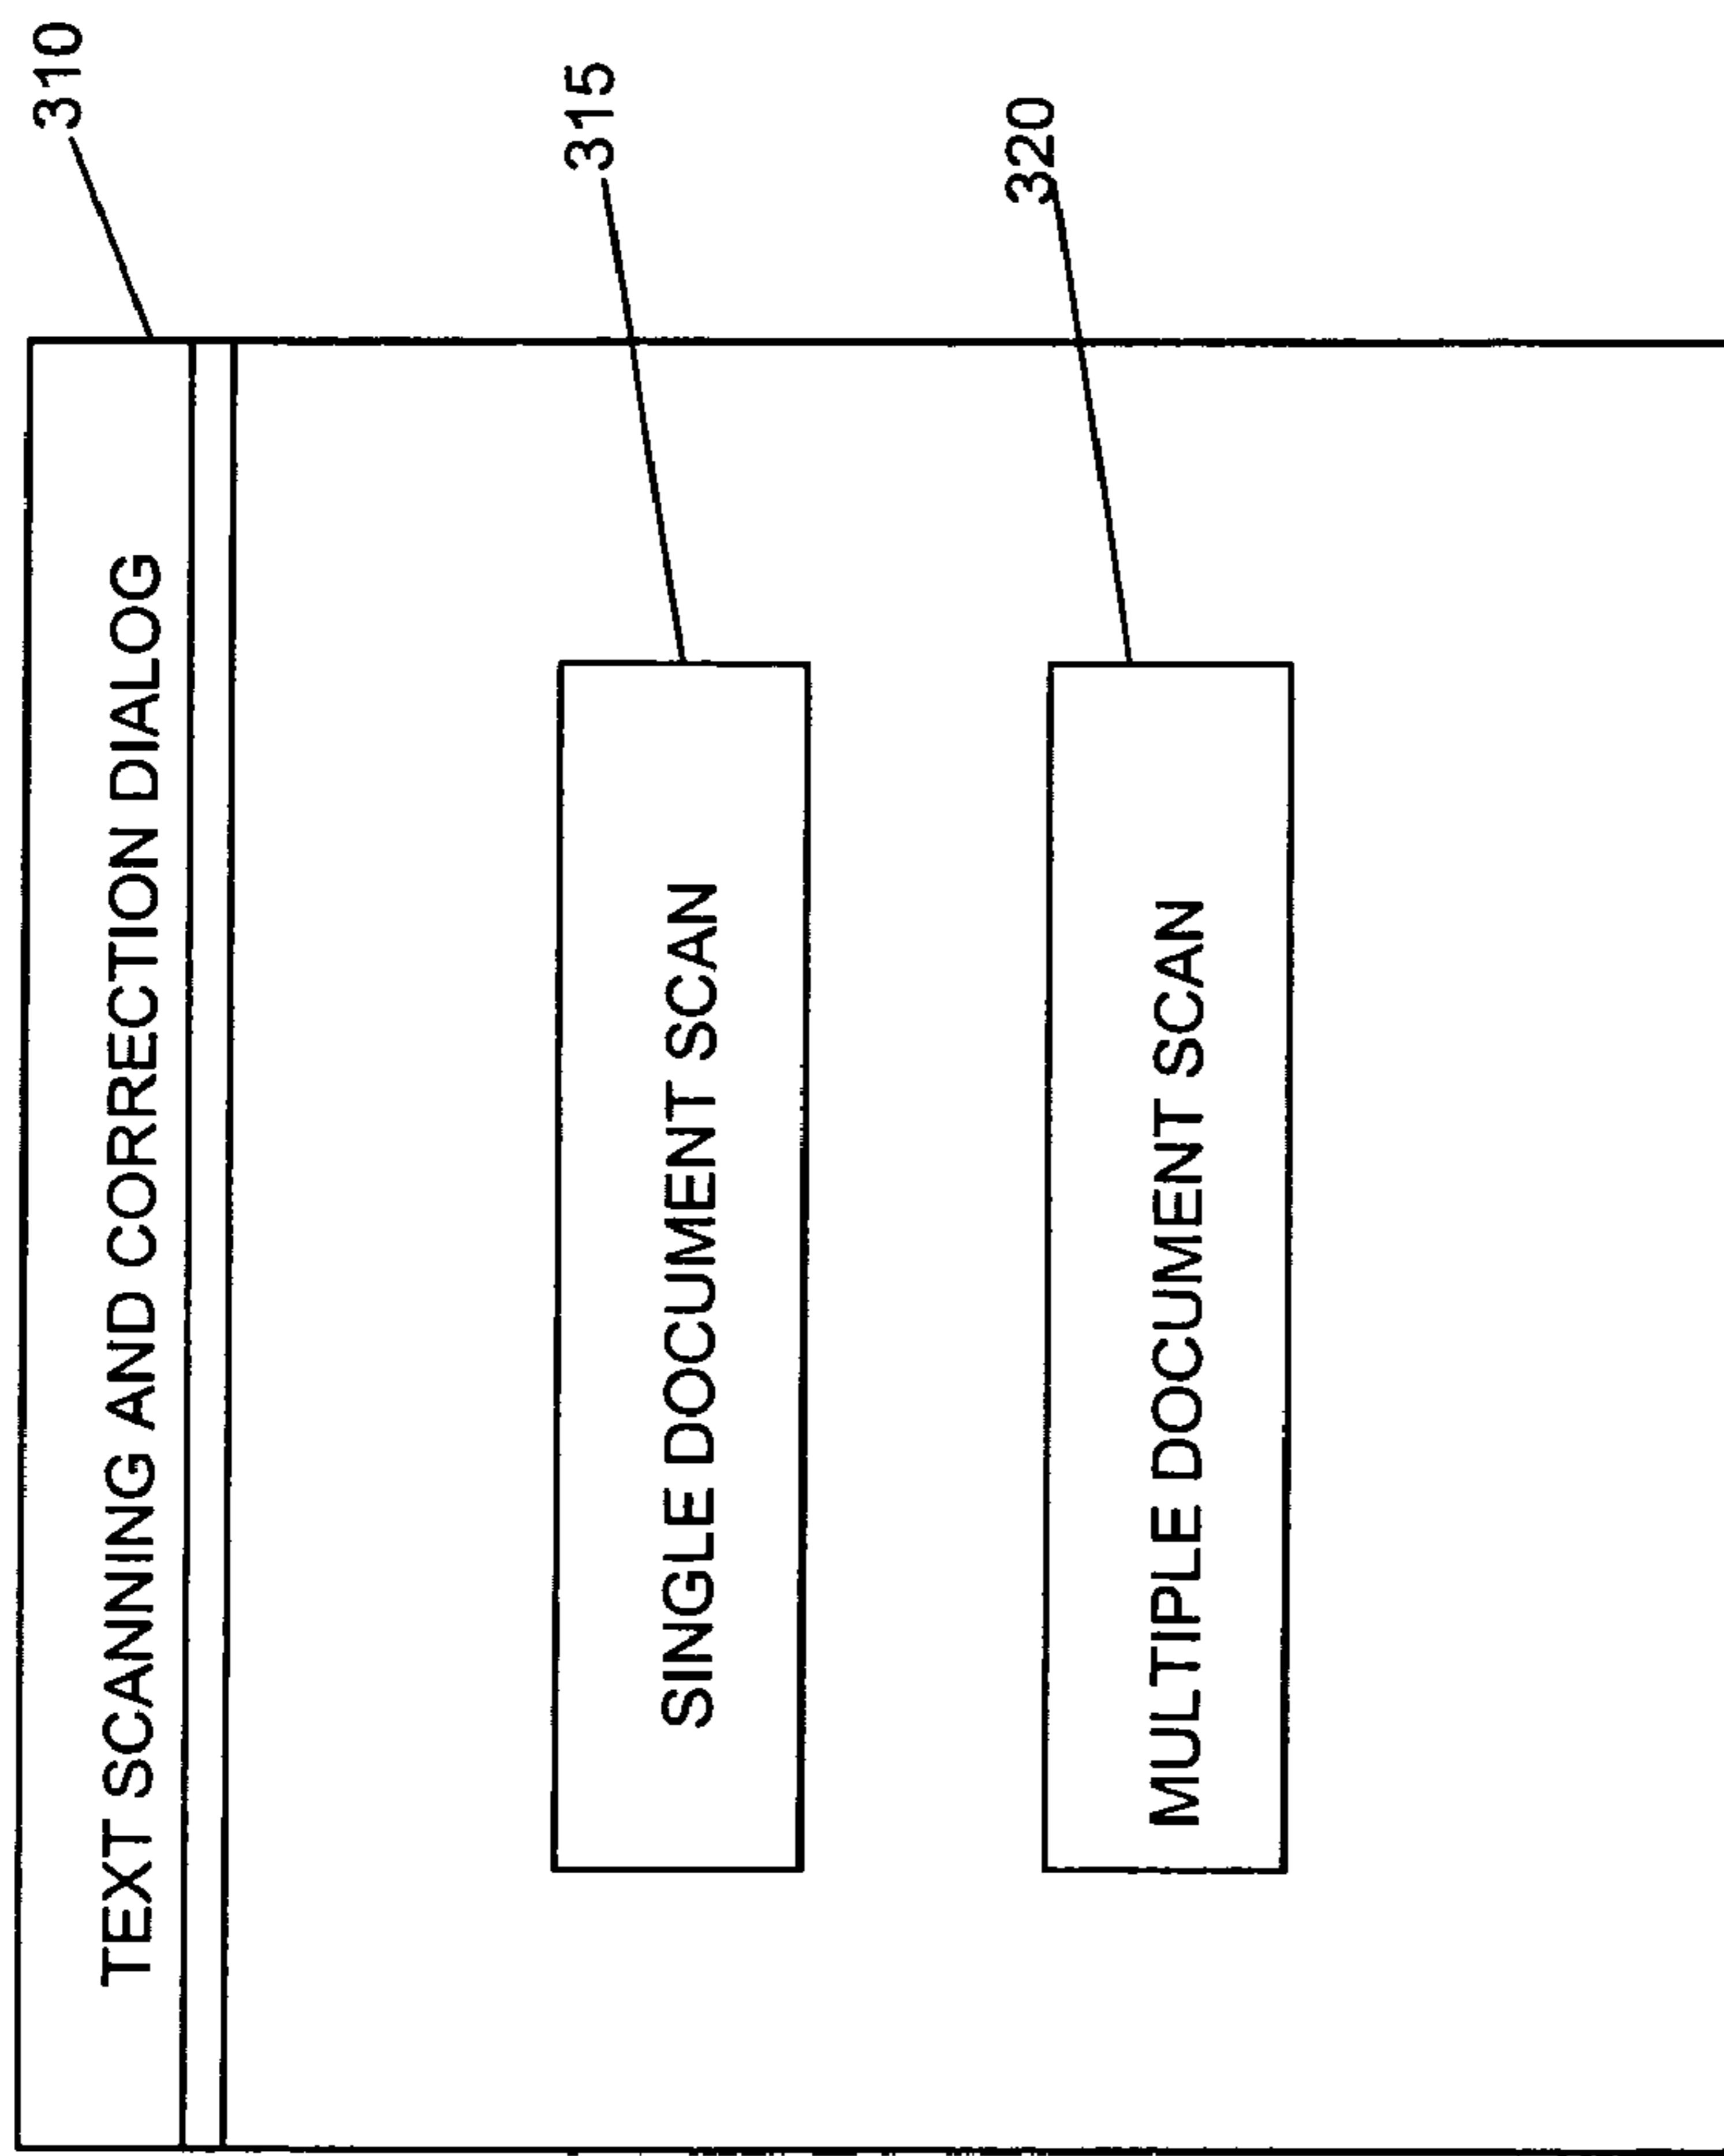 310
TEXT SCANNING AND CORRECTION DIALOG
315
SINGLE DOCUMENT SCAN
320
MULTIPLE DOCUMENT SCAN